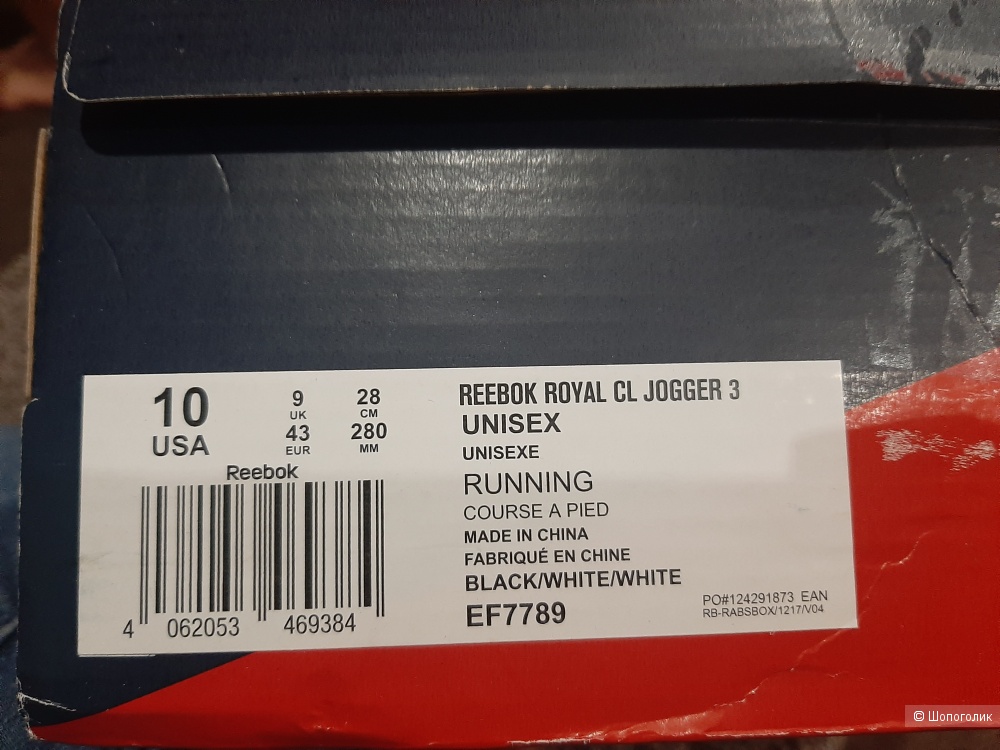 10
USA
9
UK
43
EUR
28
CM
280
MM
Reebok
4 062053 469384
REEBOK ROYAL CL JOGGER 3
UNISEX
UNISEXE
RUNNING
COURSE A PIED
MADE IN CHINA
FABRIQUÉ EN CHINE
BLACK/WHITE/WHITE
EF7789
PO#124291873 EAN
RB-RABSBOX/1217/V04
© Шопоголик